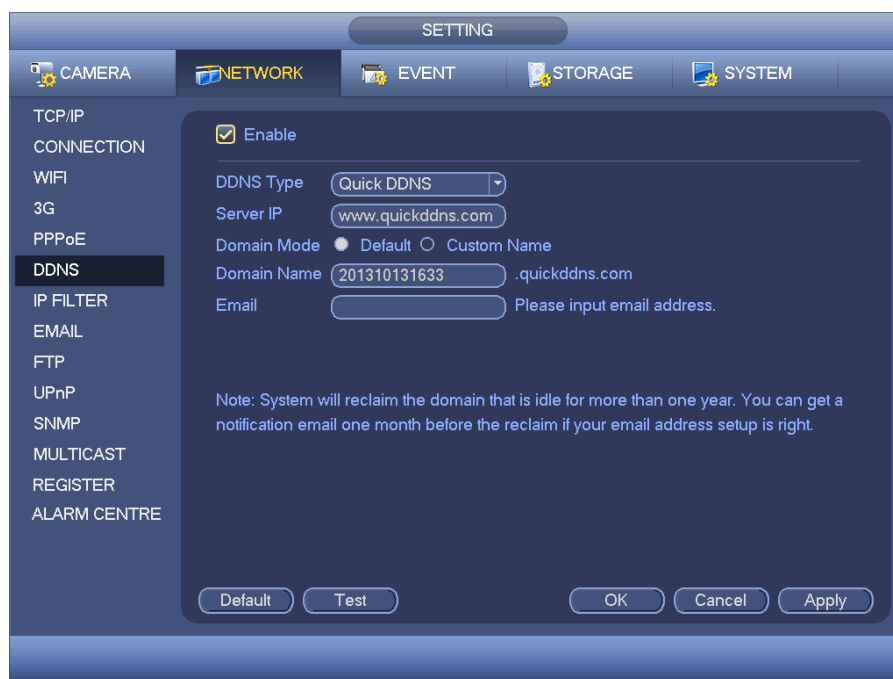 SETTING
CAMERA NETWORK EVENT STORAGE SYSTEM
TCP/IP
CONNECTION
WIFI
3G
PPPoE
DDNS
IP FILTER
EMAIL
FTP
UPnP
SNMP
MULTICAST
REGISTER
ALARM CENTRE
Enable
DDNS Type Quick DDNS
Server IP www.quickddns.com
Domain Mode Default Custom Name
Domain Name 201310131633 .quickddns.com
Email Please input email address.
Note: System will reclaim the domain that is idle for more than one year. You can get a
notification email one month before the reclaim if your email address setup is right.
Default Test OK Cancel Apply